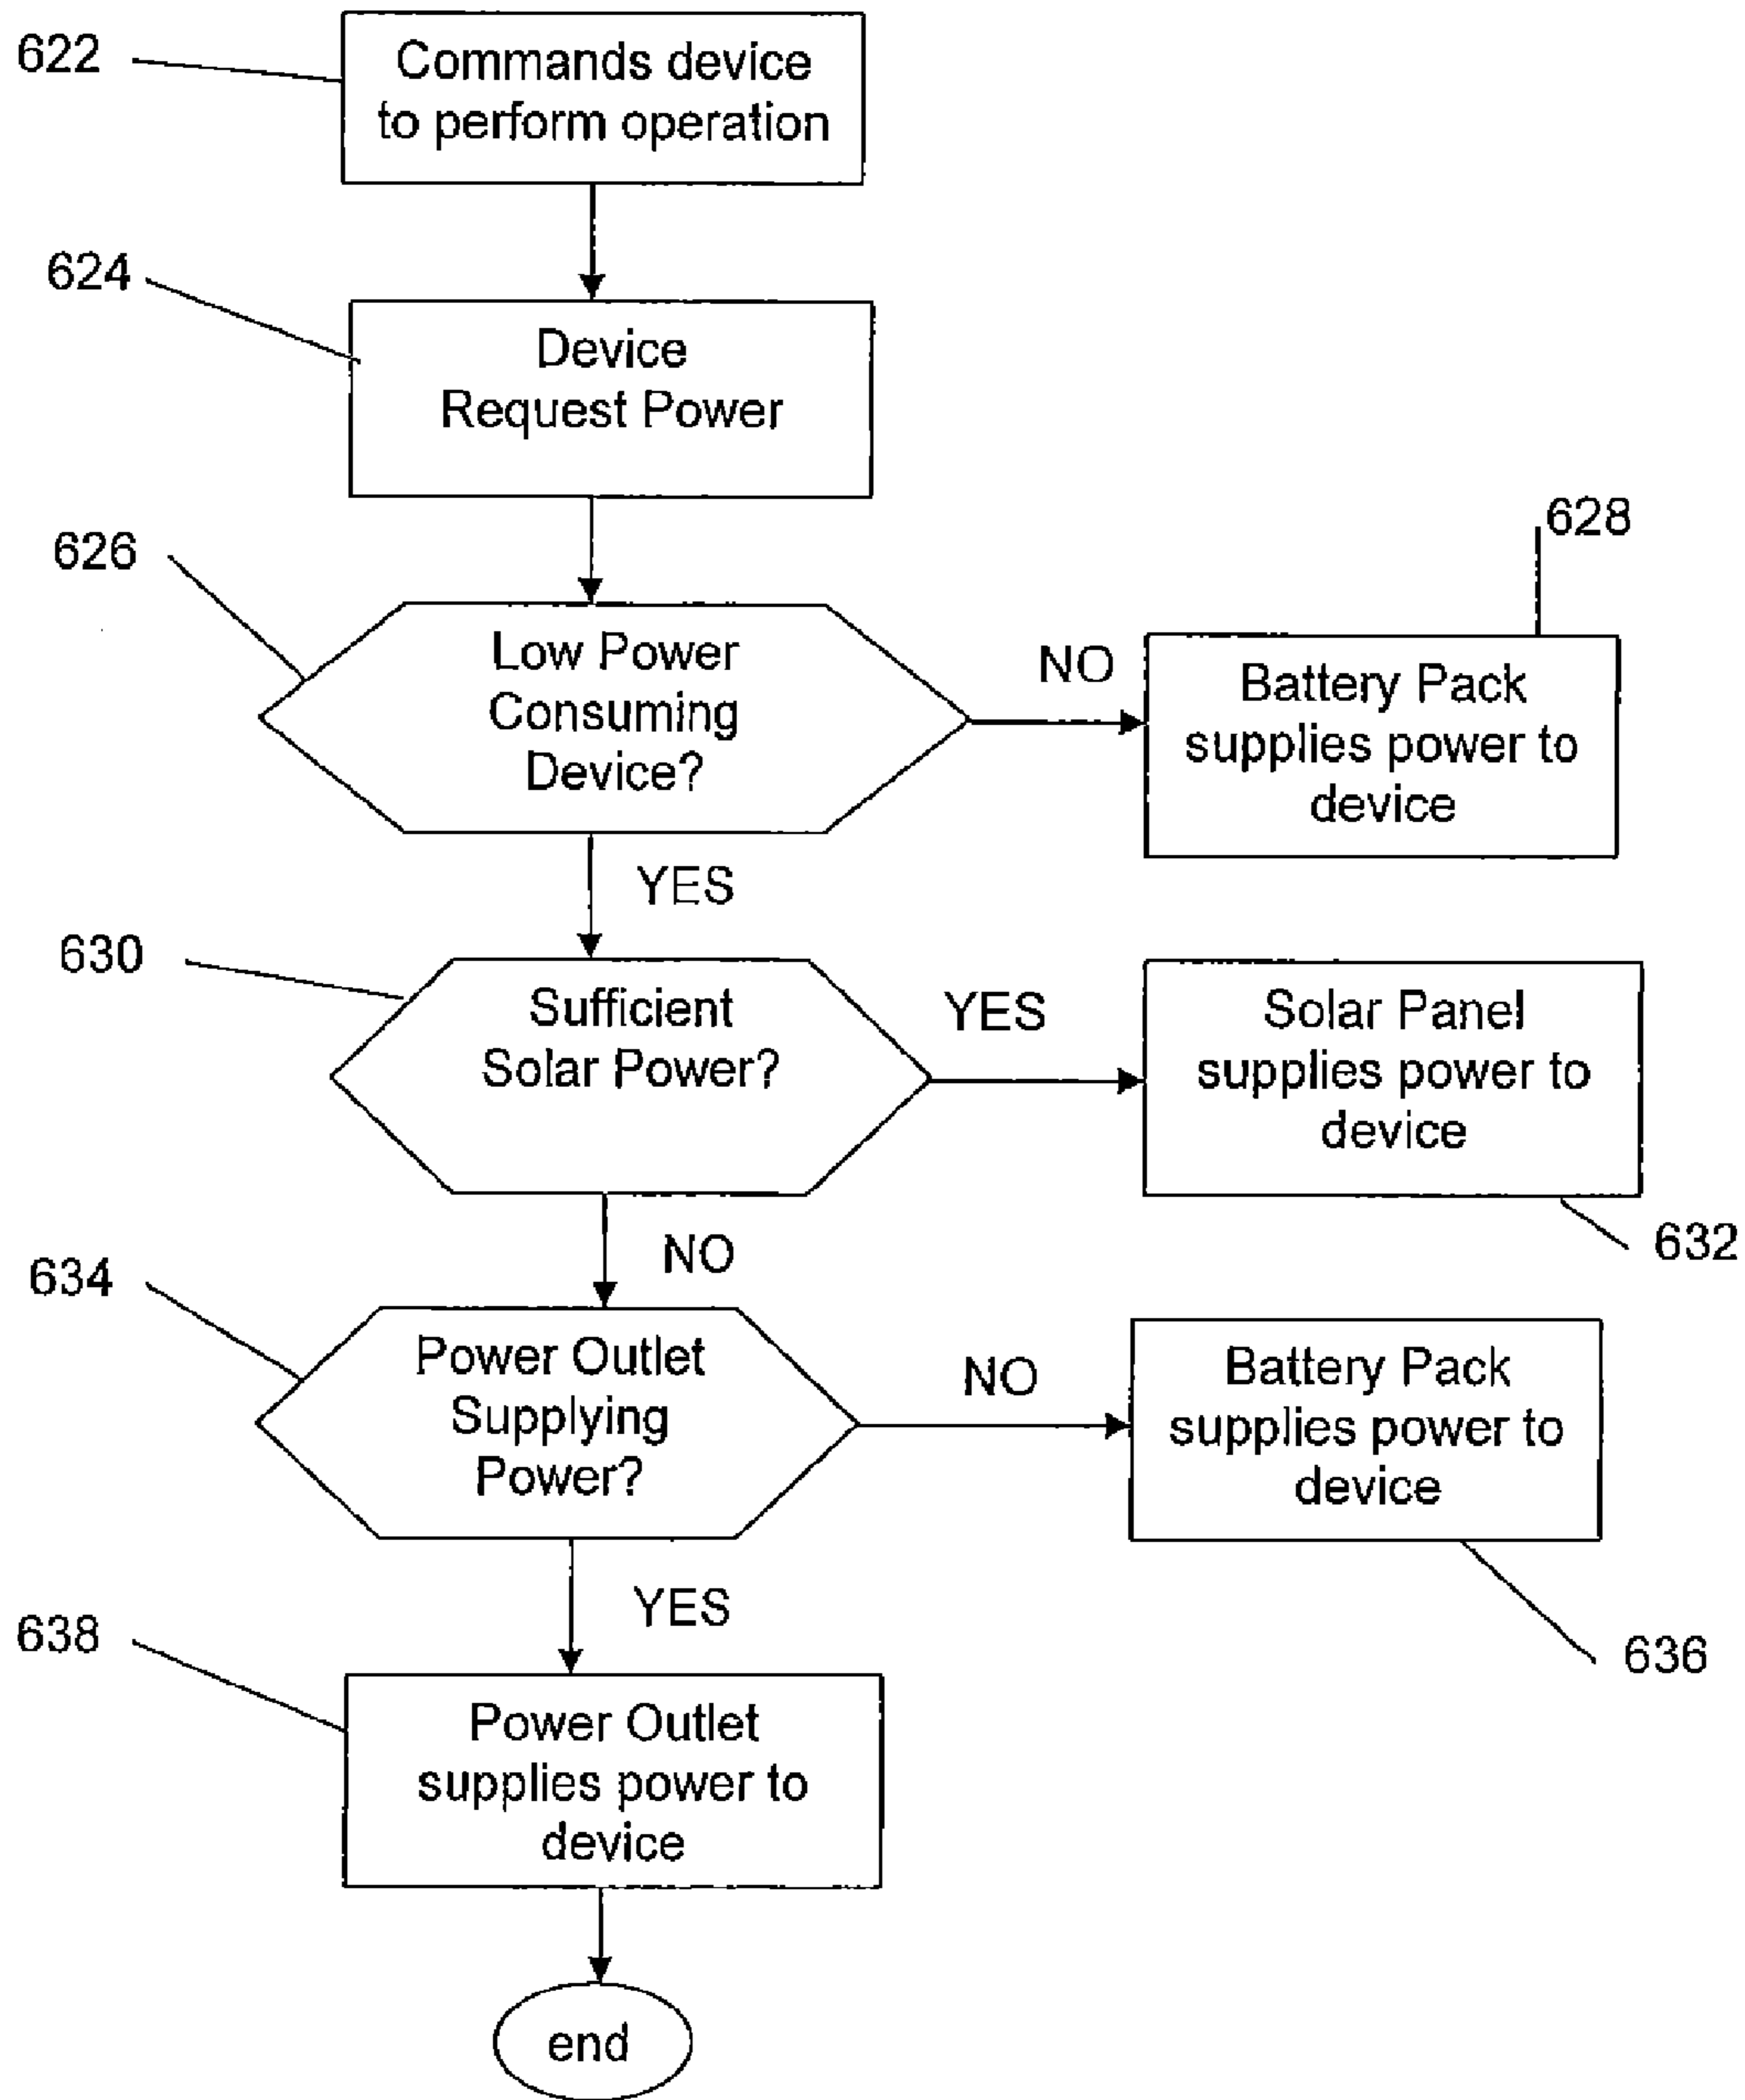 622
Commands device
to perform operation
624
Device
Request Power
626
Low Power
Consuming
Device?
NO
628
Battery Pack
supplies power to
device
YES
630
Sufficient
Solar Power?
YES
Solar Panel
supplies power to
device
632
NO
634
Power Outlet
Supplying
Power?
NO
Battery Pack
supplies power to
device
636
YES
638
Power Outlet
supplies power to
device
end